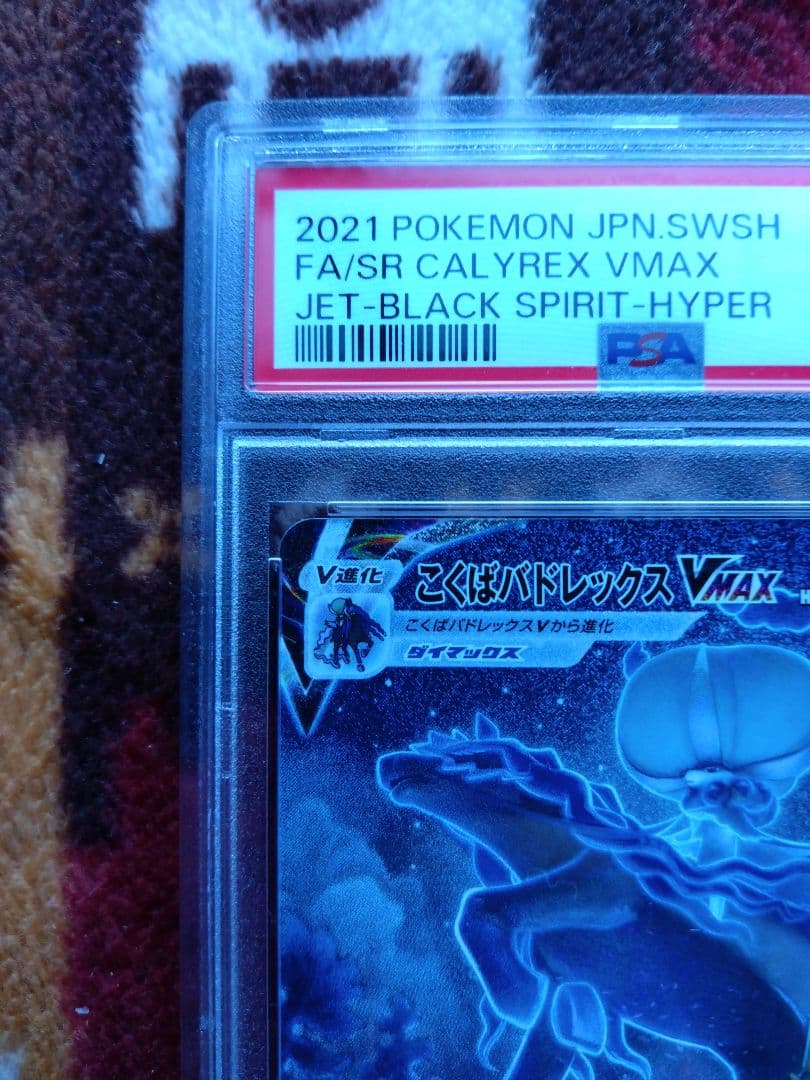 2021 POKEMON JPN.SWSH
FA/SR CALYREX VMAX
JET-BLACK SPIRIT-HYPER
PSA
V進化
こくばバドレックス VMAX H
こくばバドレックスVから進化
ダイマックス